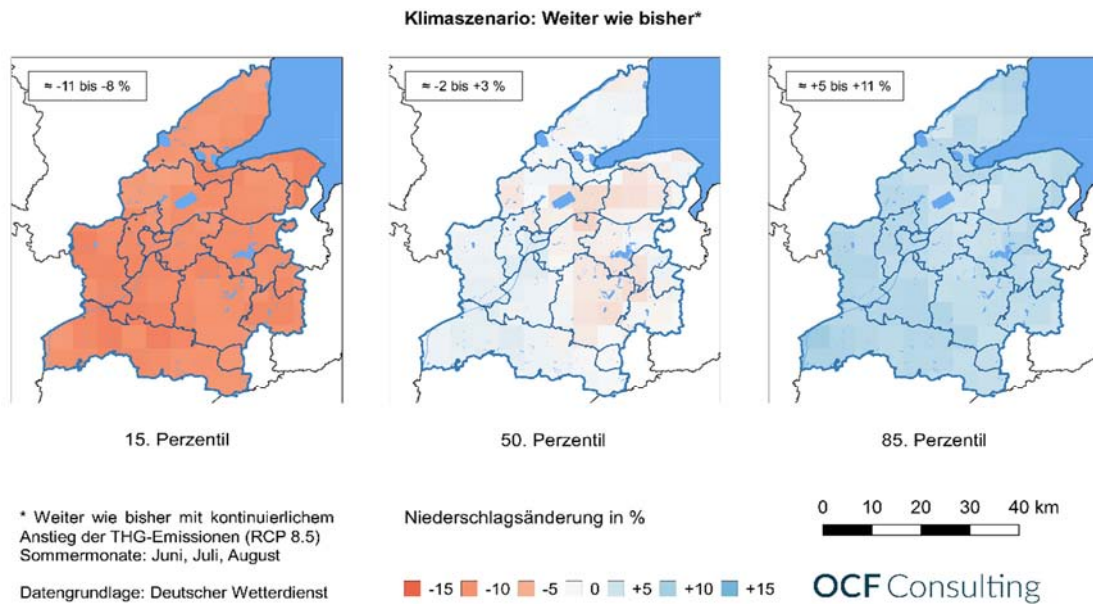 Klimaszenario: Weiter wie bisher*
≈ -11 bis -8 %
≈ -2 bis +3 %
≈ +5 bis +11 %
15. Perzentil
50. Perzentil
85. Perzentil
* Weiter wie bisher mit kontinuierlichem
Anstieg der THG-Emissionen (RCP 8.5)
Sommermonate: Juni, Juli, August
Datengrundlage: Deutscher Wetterdienst
Niederschlagsänderung in %
-15 -10 -5 0 +5 +10 +15
0 10 20 30 40 km
OCF Consulting